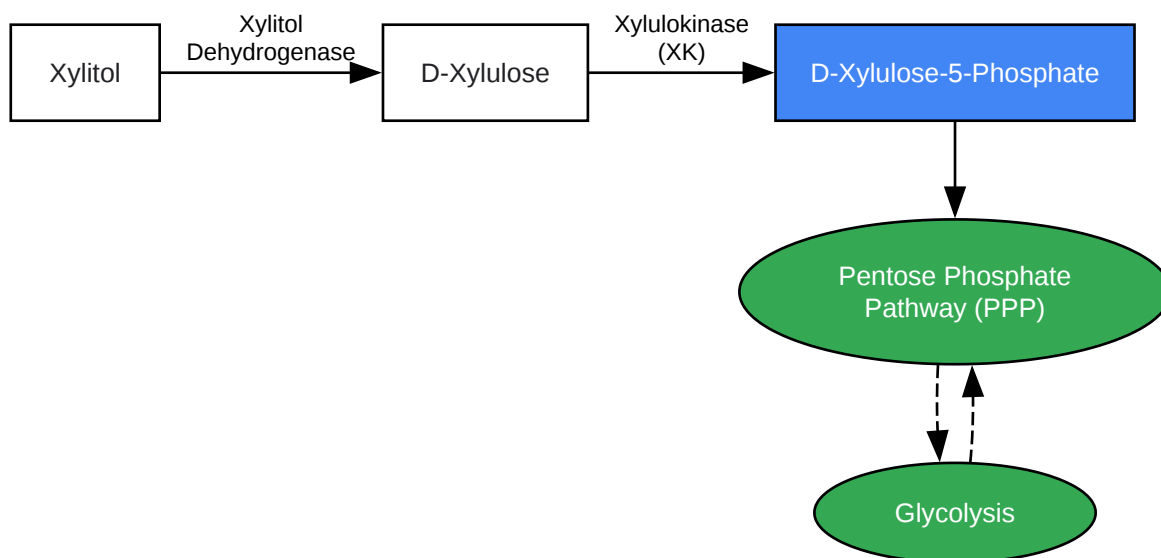 Xylitol
Xylitol
Dehydrogenase
D-Xylulose
Xylulokinase
(XK)
D-Xylulose-5-Phosphate
Pentose Phosphate
Pathway (PPP)
Glycolysis